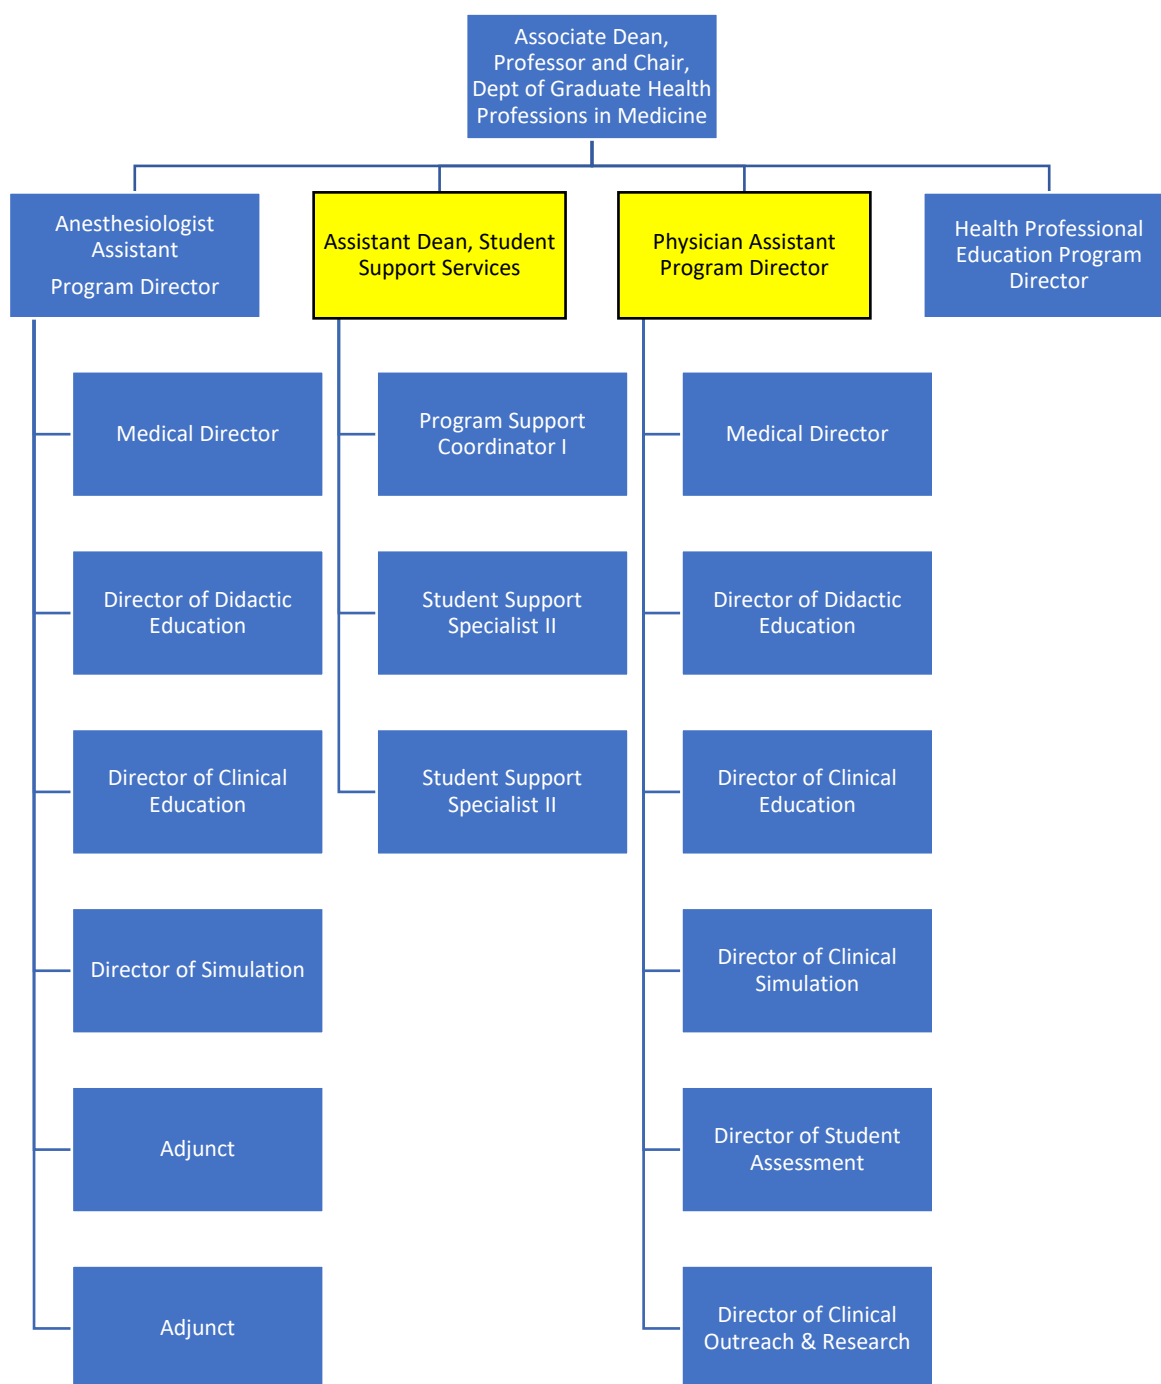 Associate Dean,
Professor and Chair,
Dept of Graduate Health
Professions in Medicine
Anesthesiologist
Assistant
Program Director
Assistant Dean, Student
Support Services
Physician Assistant
Program Director
Health Professional
Education Program
Director
Medical Director
Program Support
Coordinator I
Medical Director
Director of Didactic
Education
Student Support
Specialist II
Director of Didactic
Education
Director of Clinical
Education
Student Support
Specialist II
Director of Clinical
Education
Director of Simulation
Director of Clinical
Simulation
Adjunct
Director of Student
Assessment
Adjunct
Director of Clinical
Outreach & Research